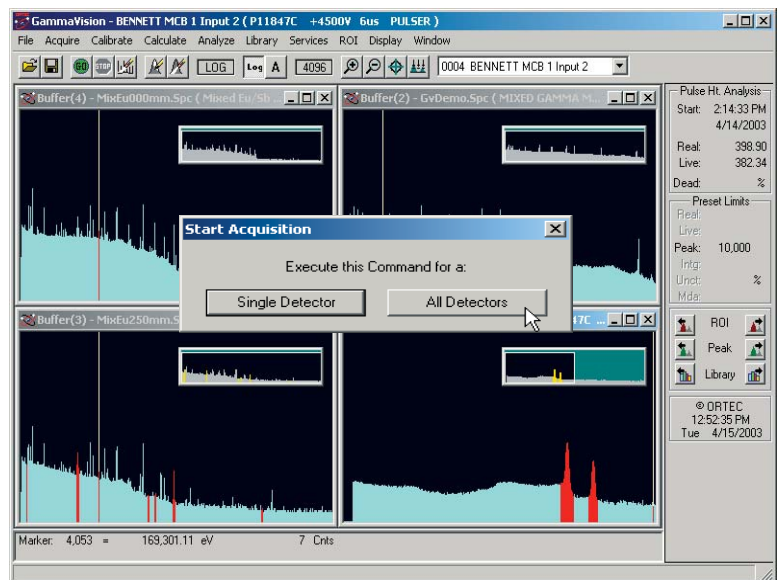 GammaVision - BENNETT MCB 1 Input 2 ( P11847C +4500V 6us PULSER )
File Acquire Calibrate Calculate Analyze Library Services ROI Display Window
GO STOP LOG Log A 4096 0004 BENNETT MCB 1 Input 2
Buffer(4) - MixEu000mm.Spc ( Mixed Eu/Sb ...
Buffer(2) - GvDemo.Spc ( MIXED GAMMA M...
Start Acquisition
Execute this Command for a:
Single Detector
All Detectors
Buffer(3) - MixEu250mm.S
47C ...
Pulse Ht. Analysis
Start: 2:14:33 PM
4/14/2003
Real: 398.90
Live: 382.34
Dead: %
Preset Limits
Real:
Live:
Peak: 10,000
Intg:
Unct: %
Mda:
ROI
Peak
Library
© ORTEC
12:52:35 PM
Tue 4/15/2003
Marker: 4,053 = 169,301.11 eV 7 Cnts